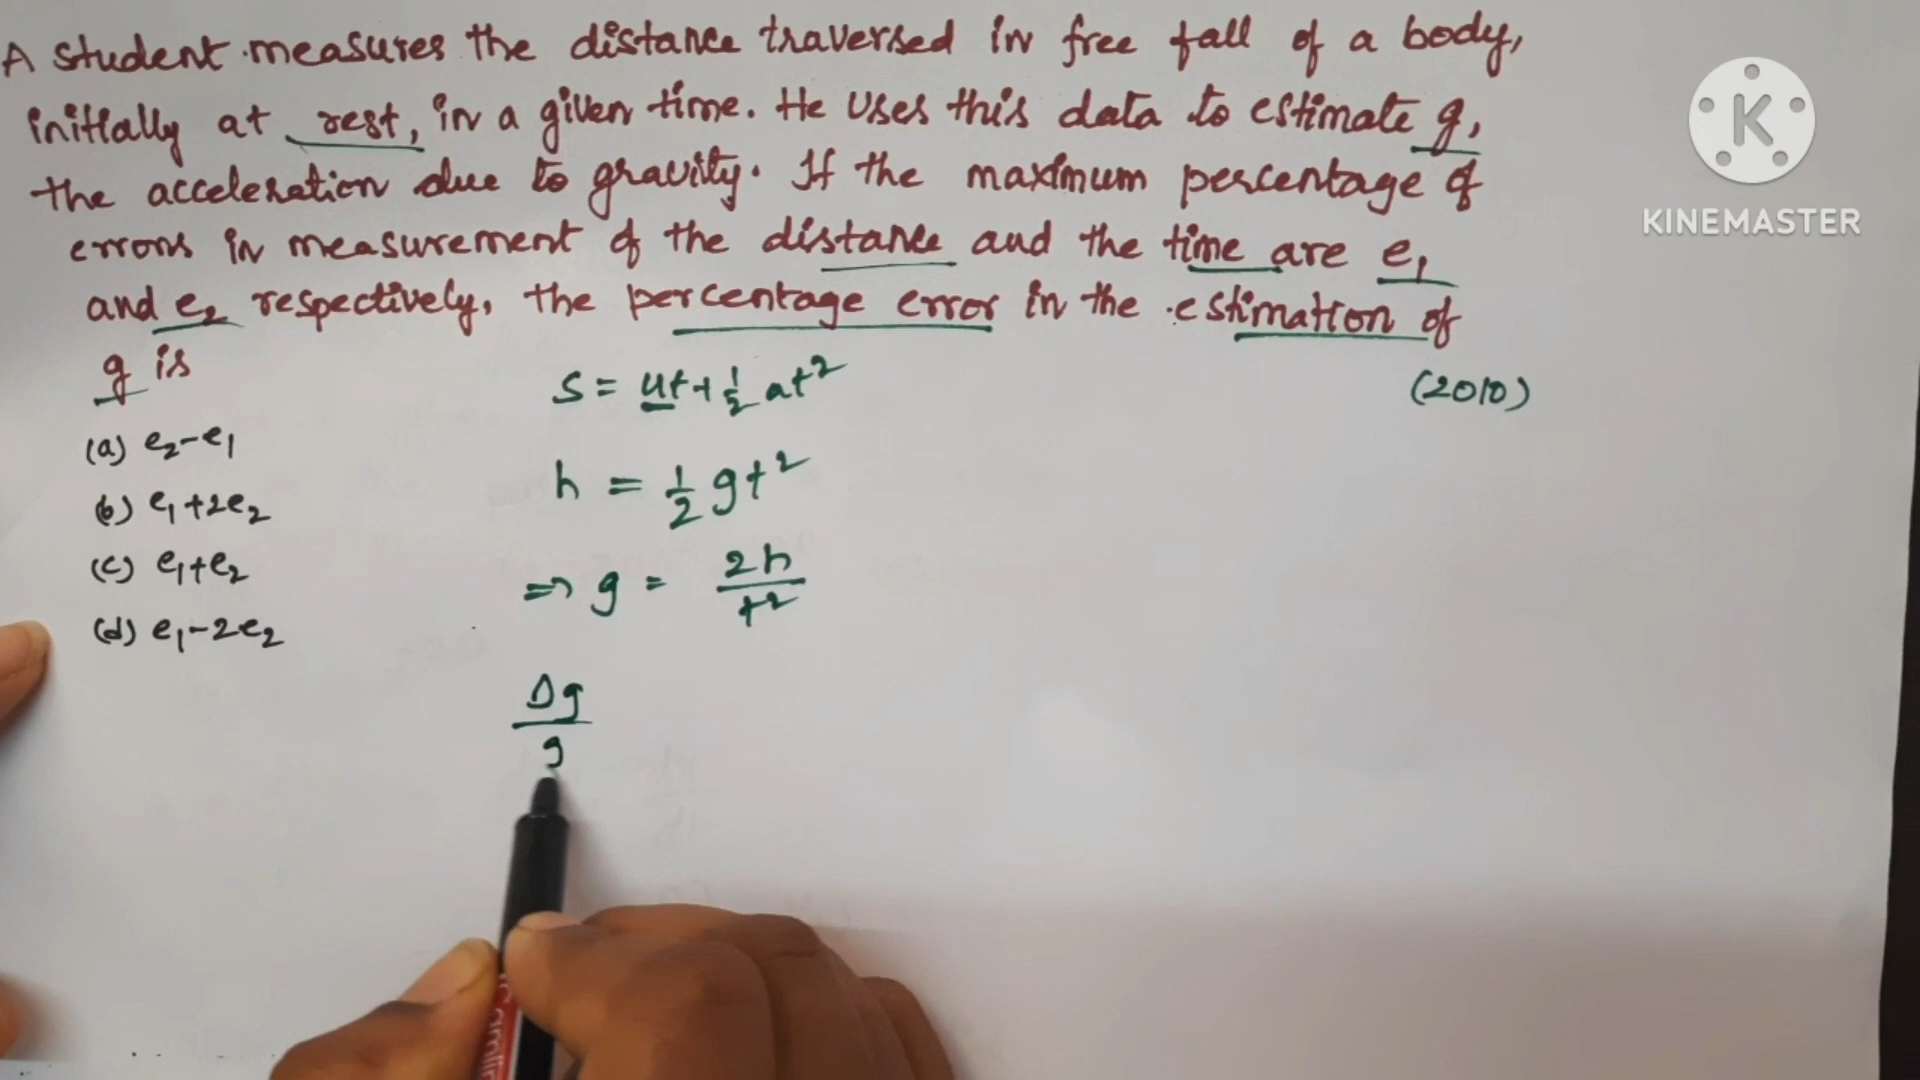 A student measures the distance traversed in free fall of a body,
initially at rest, in a given time. He uses this data to estimate g,
the acceleration due to gravity. If the maximum percentage of
errors in measurement of the distance and the time are e₁
and e₂ respectively, the percentage error in the estimation of
g is
(2010)
(a) e₂-e₁
(b) e₁+2e₂
(c) e₁+e₂
(d) e₁-2e₂
s = ut + 1/2 at²
h = 1/2 gt²
⇒ g = 2h/t²
Δg/g
K
KINEMASTER
camlin